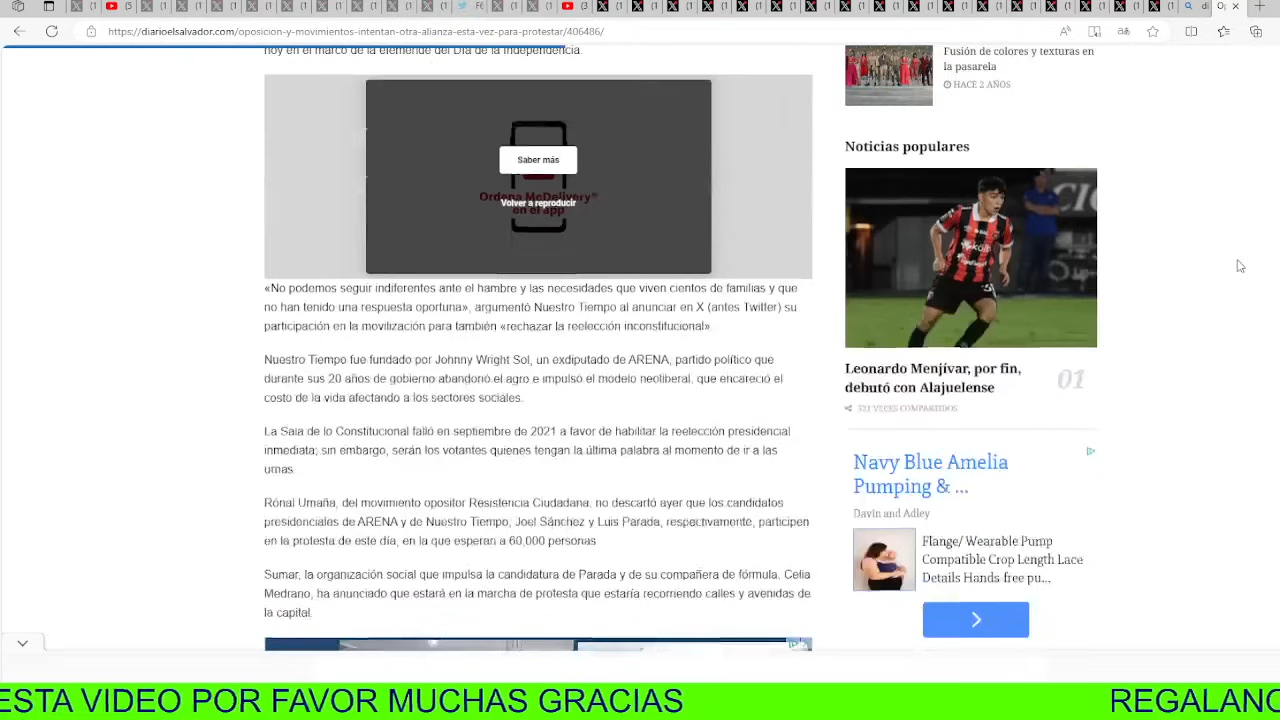 https://diarioelsalvador.com/oposicion-y-movimientos-intentan-otra-alianza-esta-vez-para-protestar/406486/
hoy en el marco de la efeméride del Día de la Independencia.
Saber más
Ordena McDelivery®
Volver a reproducir
en el app
«No podemos seguir indiferentes ante el hambre y las necesidades que viven cientos de familias y que
no han tenido una respuesta oportuna», argumentó Nuestro Tiempo al anunciar en X (antes Twitter) su
participación en la movilización para también «rechazar la reelección inconstitucional».
Nuestro Tiempo fue fundado por Johnny Wright Sol, un exdiputado de ARENA, partido político que
durante sus 20 años de gobierno abandonó el agro e impulsó el modelo neoliberal, que encareció el
costo de la vida afectando a los sectores sociales.
La Sala de lo Constitucional falló en septiembre de 2021 a favor de habilitar la reelección presidencial
inmediata; sin embargo, serán los votantes quienes tengan la última palabra al momento de ir a las
urnas.
Rónal Umaña, del movimiento opositor Resistencia Ciudadana, no descartó ayer que los candidatos
presidenciales de ARENA y de Nuestro Tiempo, Joel Sánchez y Luis Parada, respectivamente, participen
en la protesta de este día, en la que esperan a 60,000 personas
Sumar, la organización social que impulsa la candidatura de Parada y de su compañera de fórmula, Celia
Medrano, ha anunciado que estará en la marcha de protesta que estaría recorriendo calles y avenidas de
la capital.
Fusión de colores y texturas en
la pasarela
HACE 2 AÑOS
Noticias populares
Leonardo Menjívar, por fin,
debutó con Alajuelense
01
321 VECES COMPARTIDOS
Navy Blue Amelia
Pumping & ...
Davin and Adley
Flange/ Wearable Pump
Compatible Crop Length Lace
Details Hands free pu...
ESTA VIDEO POR FAVOR MUCHAS GRACIAS
REGALANO